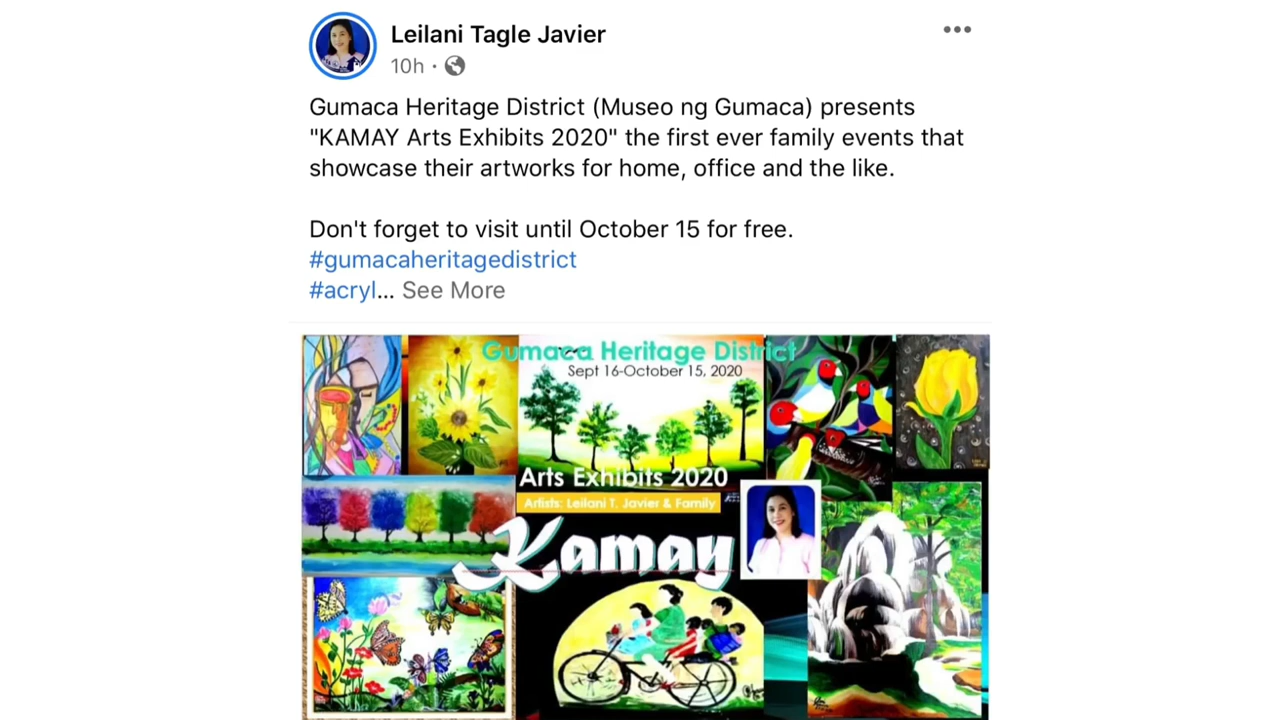 Leilani Tagle Javier
10h ·
Gumaca Heritage District (Museo ng Gumaca) presents
"KAMAY Arts Exhibits 2020" the first ever family events that
showcase their artworks for home, office and the like.
Don't forget to visit until October 15 for free.
#gumacaheritagedistrict
#acryl... See More
Gumaca Heritage District
Sept 16-October 15, 2020
Arts Exhibits 2020
Artists: Leilani T. Javier & Family
Kamay